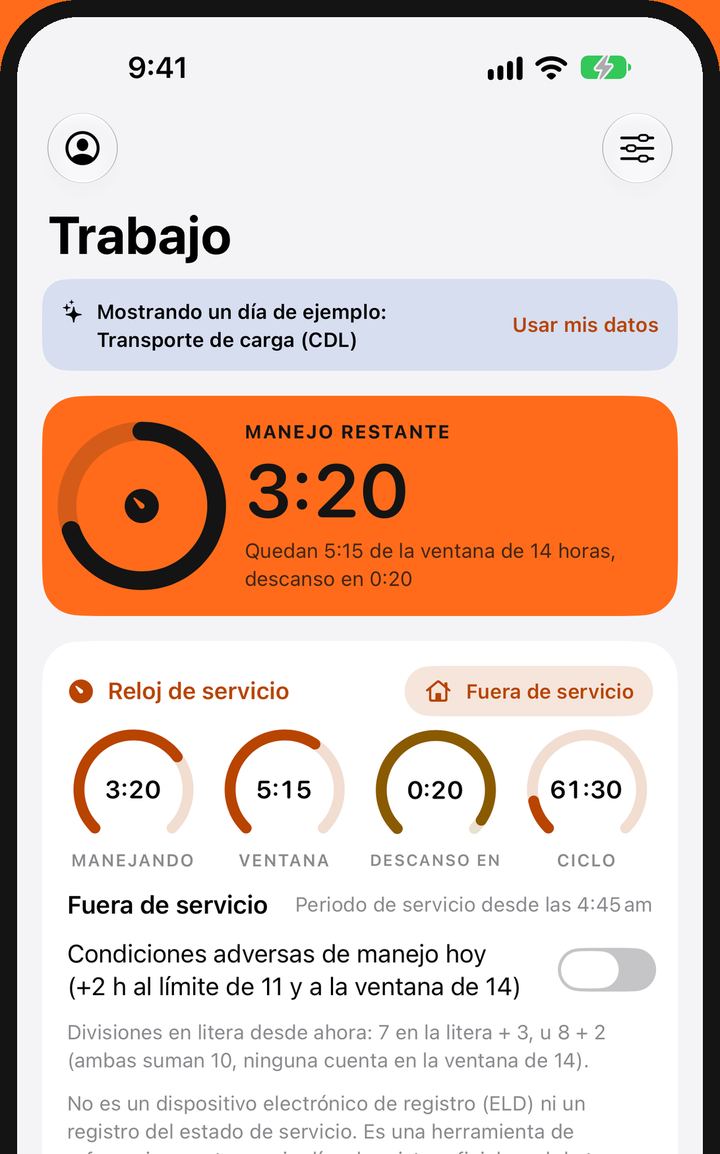 9:41
Trabajo
Mostrando un día de ejemplo:
Transporte de carga (CDL)
Usar mis datos
MANEJO RESTANTE
3:20
Quedan 5:15 de la ventana de 14 horas,
descanso en 0:20
Reloj de servicio
Fuera de servicio
3:20 5:15 0:20 61:30
MANEJANDO VENTANA DESCANSO EN CICLO
Fuera de servicio Periodo de servicio desde las 4:45 am
Condiciones adversas de manejo hoy
(+2 h al límite de 11 y a la ventana de 14)
Divisiones en litera desde ahora: 7 en la litera + 3, u 8 + 2
(ambas suman 10, ninguna cuenta en la ventana de 14).
No es un dispositivo electrónico de registro (ELD) ni un
registro del estado de servicio. Es una herramienta de